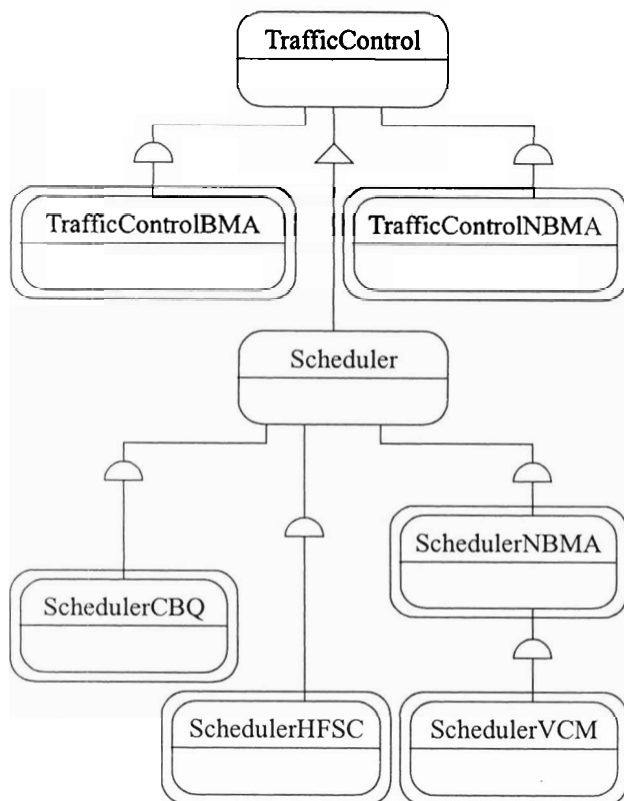 TrafficControl
TrafficControlBMA
TrafficControlNBMA
Scheduler
SchedulerNBMA
SchedulerCBQ
SchedulerHFSC
SchedulerVCM